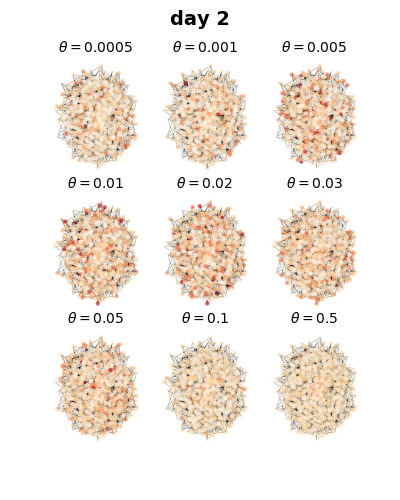 day 2
θ = 0.0005
θ = 0.001
θ = 0.005
θ = 0.01
θ = 0.02
θ = 0.03
θ = 0.05
θ = 0.1
θ = 0.5